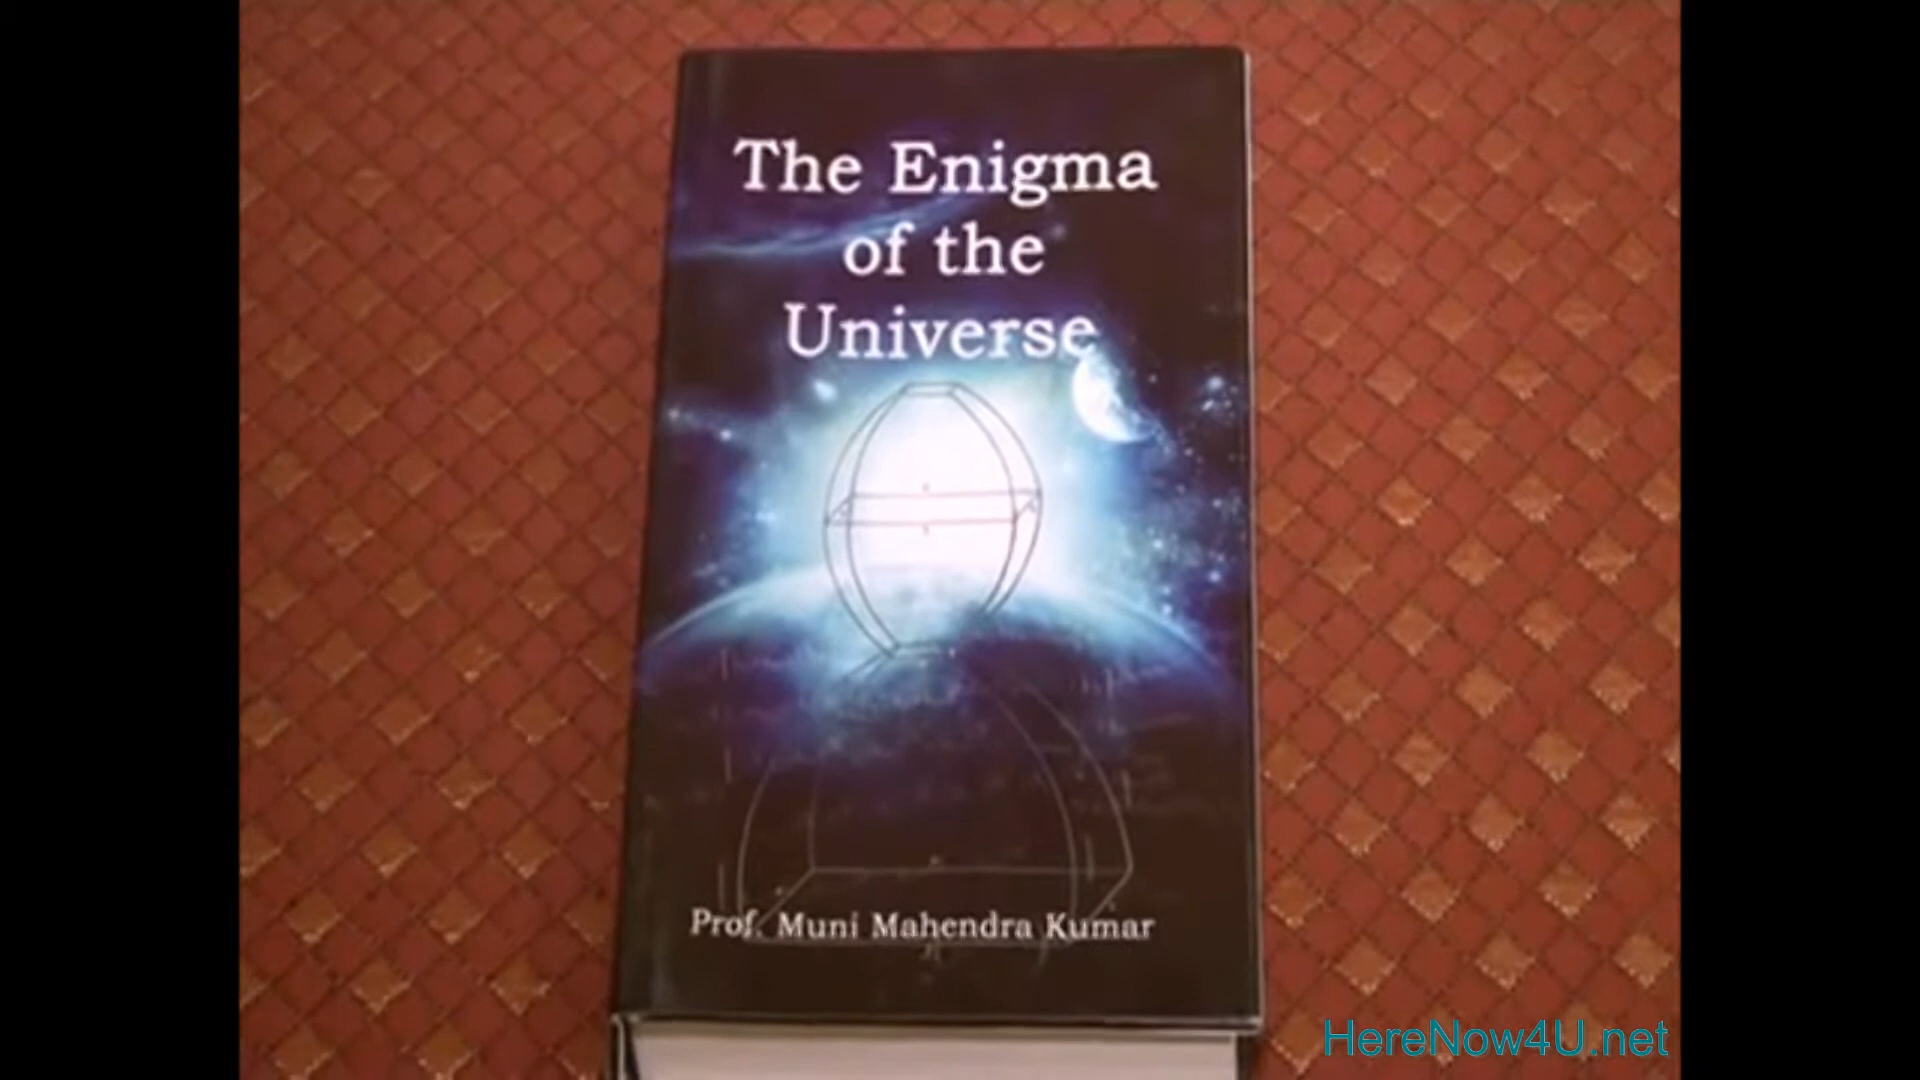 The Enigma
of the
Universe
Prof. Muni Mahendra Kumar
HereNow4U.net